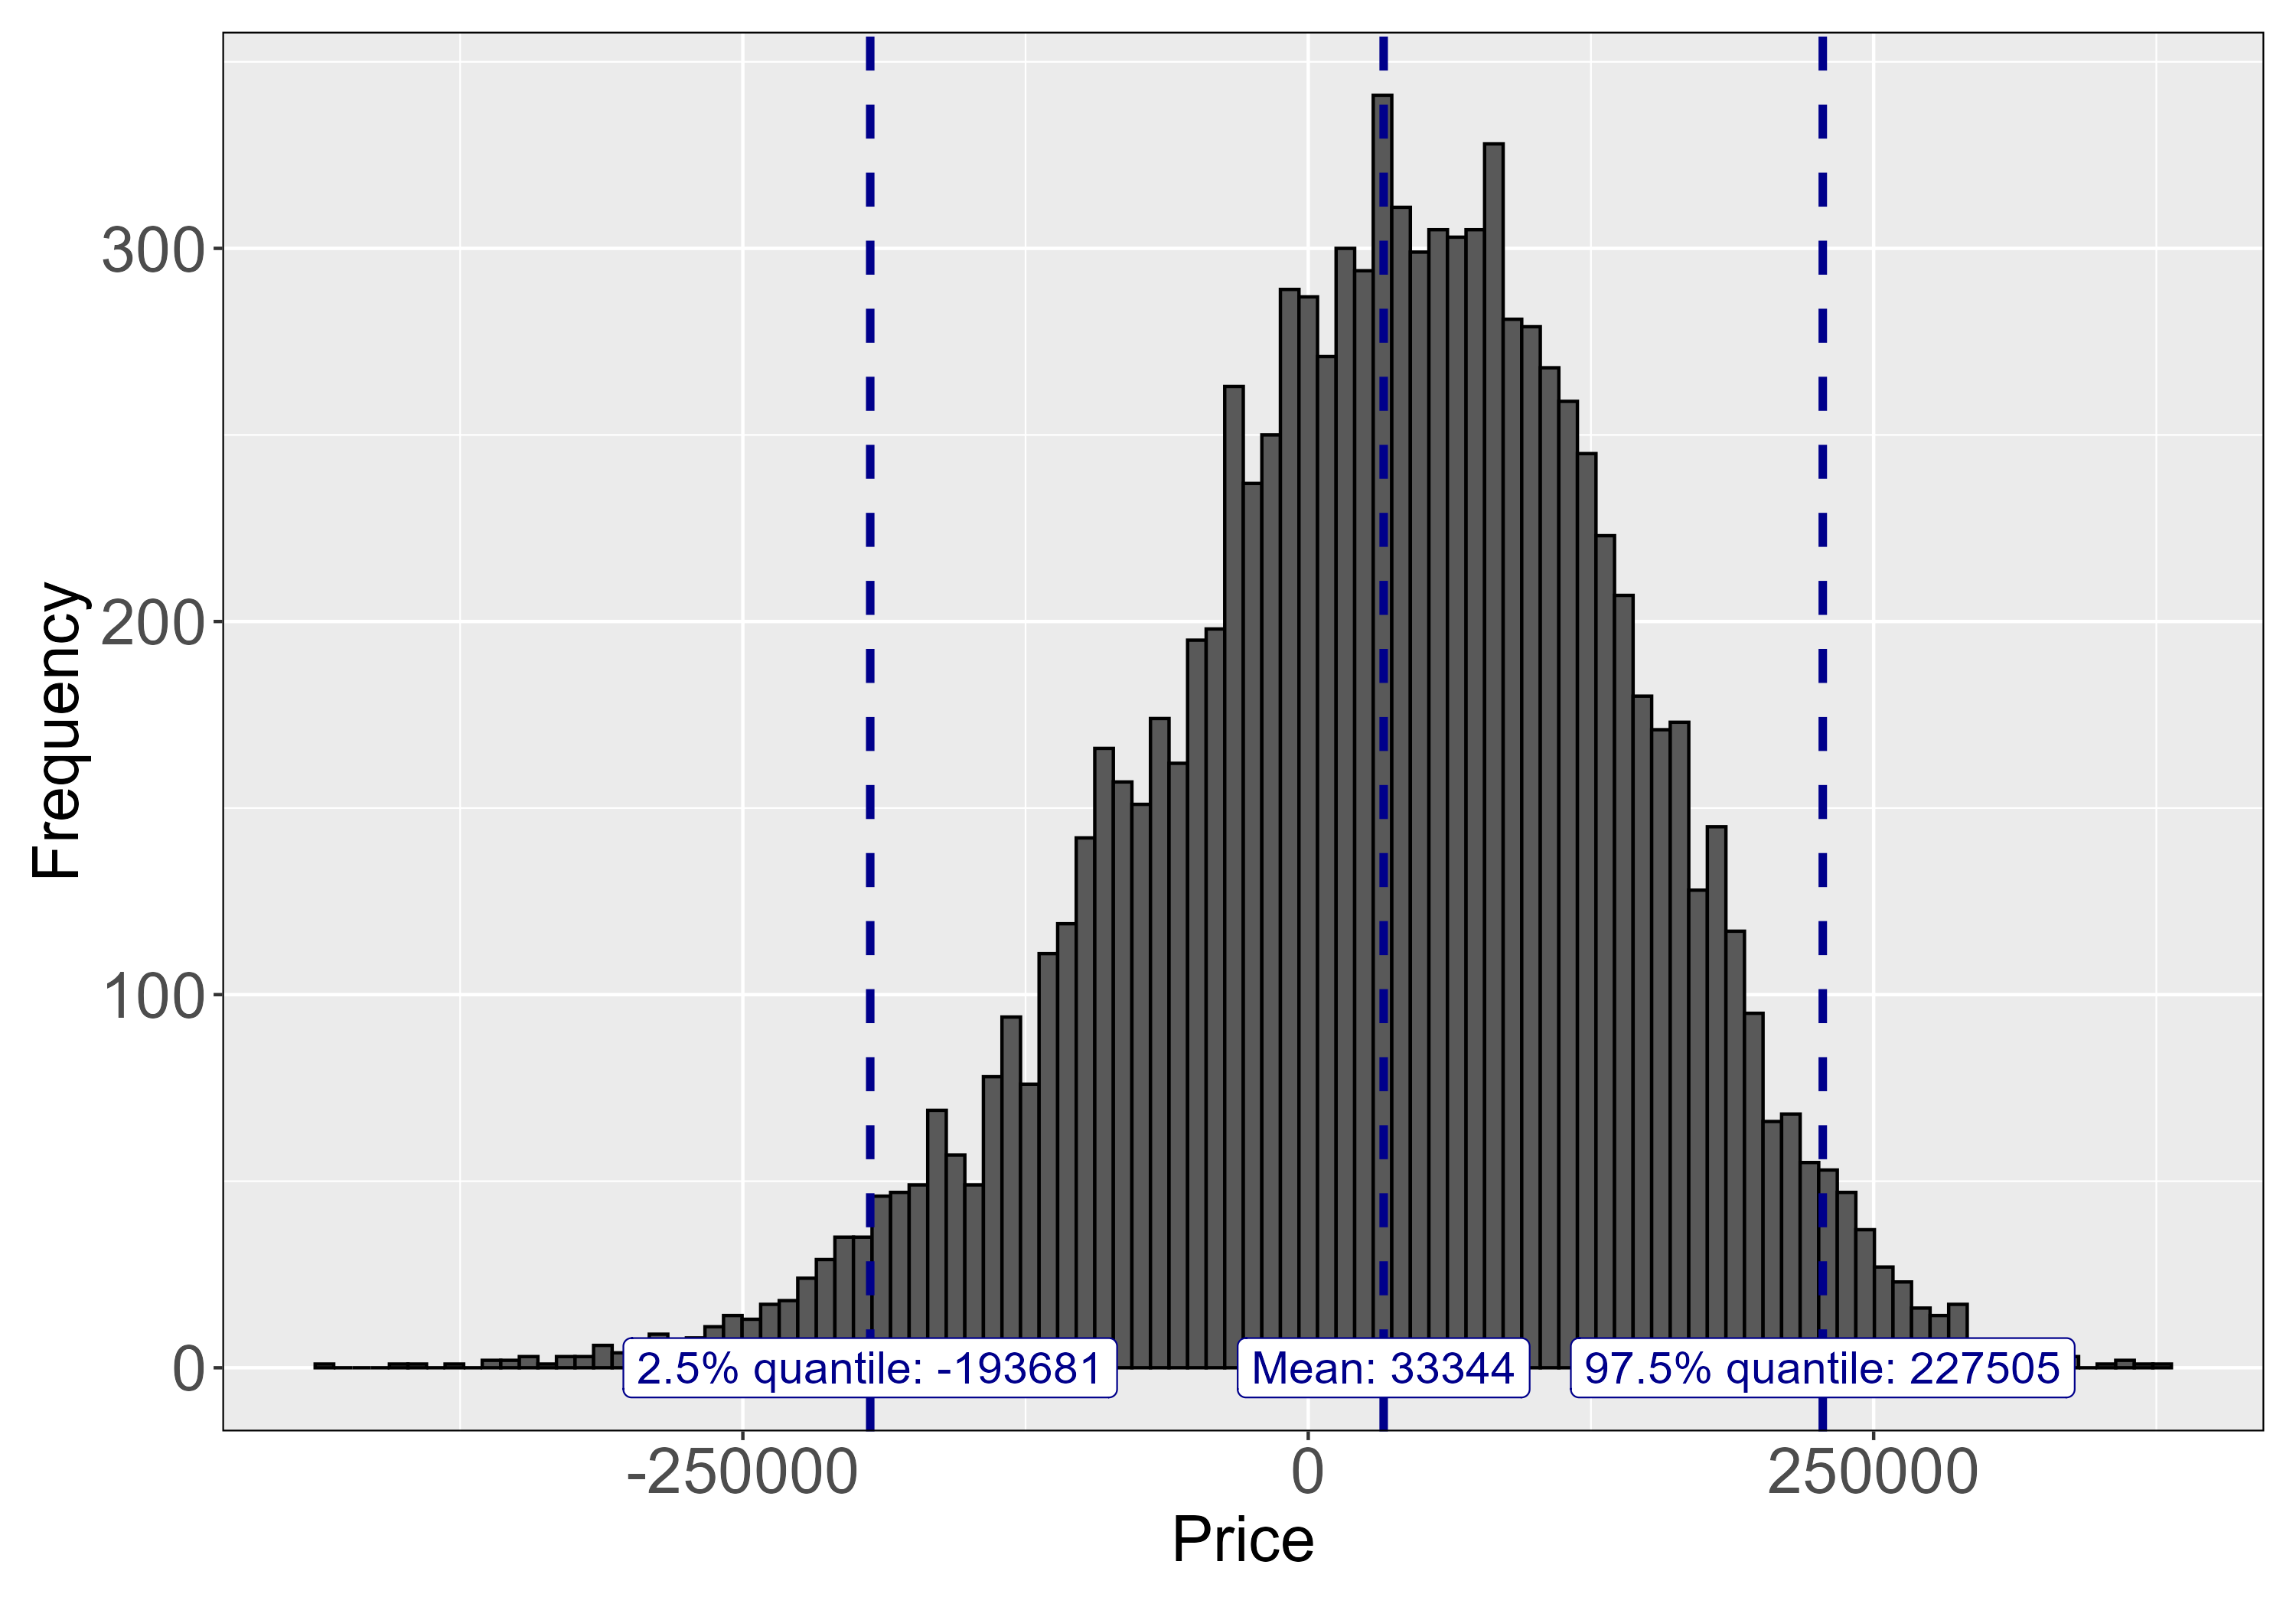 Frequency
300
200
100
0
2.5% quantile: -193681
Mean: 33344
97.5% quantile: 227505
-250000
0
250000
Price